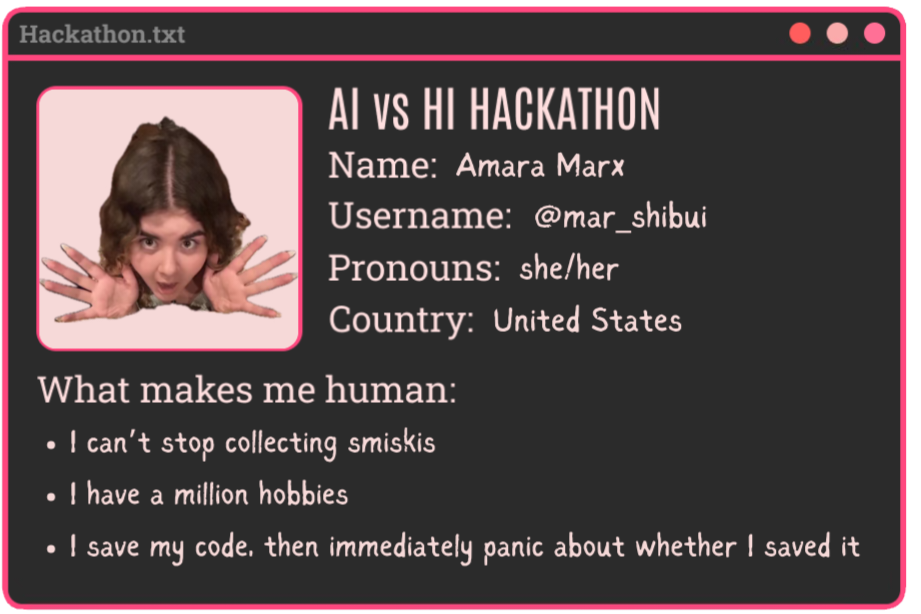 Hackathon.txt
AI vs HI HACKATHON
Name: Amara Marx
Username: @mar_shibui
Pronouns: she/her
Country: United States
What makes me human:
• I can't stop collecting smiskis
• I have a million hobbies
• I save my code. then immediately panic about whether I saved it